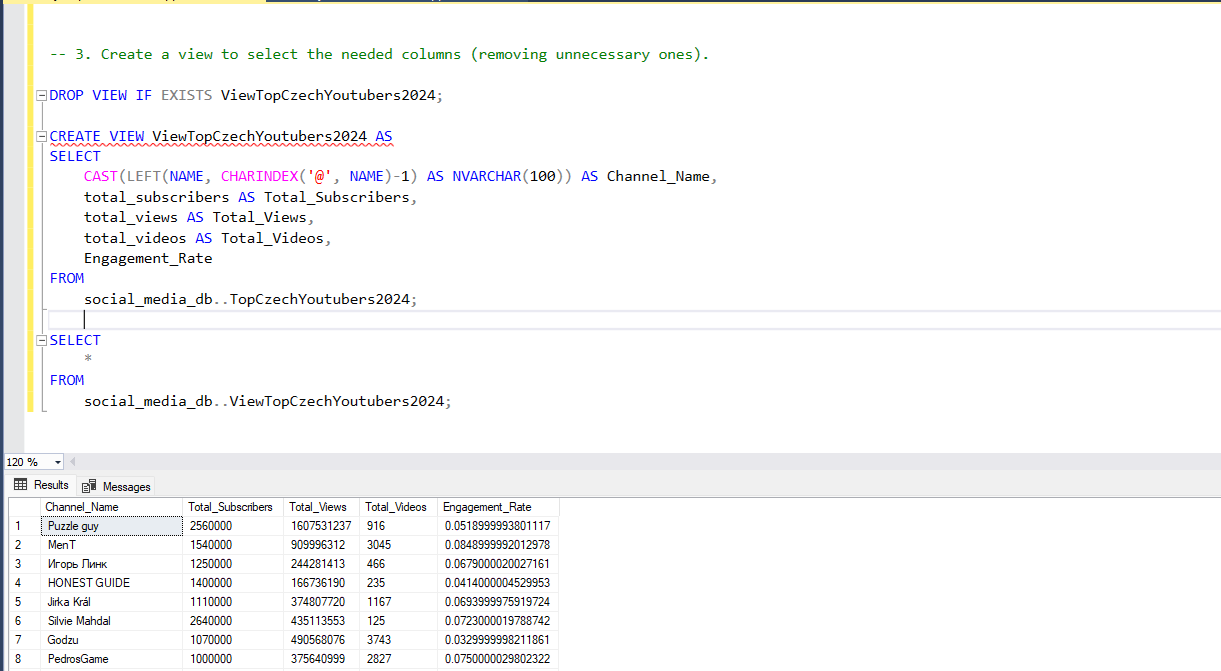 -- 3. Create a view to select the needed columns (removing unnecessary ones).
DROP VIEW IF EXISTS ViewTopCzechYoutubers2024;
CREATE VIEW ViewTopCzechYoutubers2024 AS
SELECT
CAST(LEFT(NAME, CHARINDEX('@', NAME)-1) AS NVARCHAR(100)) AS Channel_Name,
total_subscribers AS Total_Subscribers,
total_views AS Total_Views,
total_videos AS Total_Videos,
Engagement_Rate
FROM
social_media_db..TopCzechYoutubers2024;
SELECT
*
FROM
social_media_db..ViewTopCzechYoutubers2024;
120 %
Results Messages
Channel_Name Total_Subscribers Total_Views Total_Videos Engagement_Rate
1 Puzzle guy 2560000 1607531237 916 0.0518999993801117
2 MenT 1540000 909996312 3045 0.0848999992012978
3 Игорь Линк 1250000 244281413 466 0.0679000020027161
4 HONEST GUIDE 1400000 166736190 235 0.0414000004529953
5 Jirka Král 1110000 374807720 1167 0.0693999975919724
6 Silvie Mahdal 2640000 435113553 125 0.0723000019788742
7 Godzu 1070000 490568076 3743 0.0329999998211861
8 PedrosGame 1000000 375640999 2827 0.0750000029802322